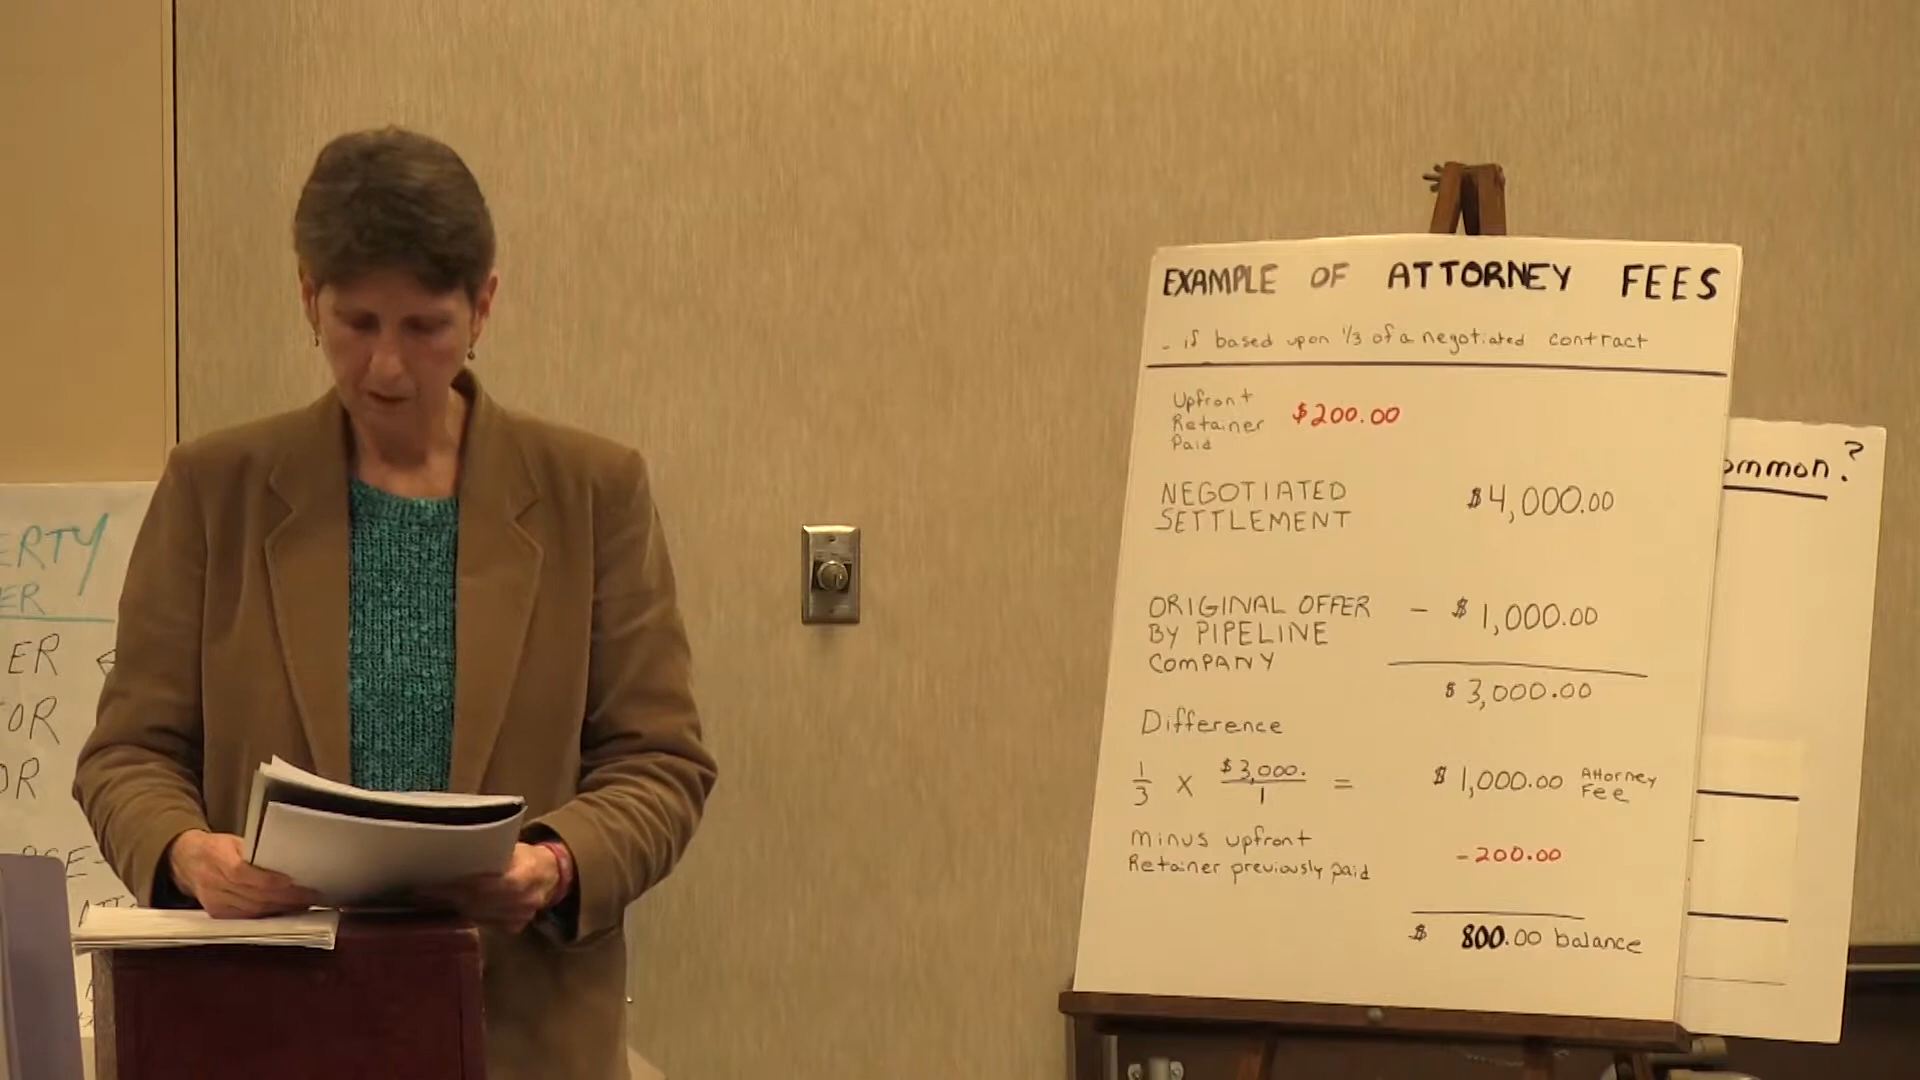 EXAMPLE OF ATTORNEY FEES
- if based upon 1/3 of a negotiated contract
Upfront
Retainer
Paid
$200.00
NEGOTIATED
SETTLEMENT
$4,000.00
ORIGINAL OFFER
BY PIPELINE
COMPANY
- $1,000.00
$3,000.00
Difference
1/3 X $3,000./1 = $1,000.00 Attorney
Fee
Minus upfront
Retainer previously paid
-200.00
$ 800.00 balance
ommon?
ERTY
ER
ER
OR
OR